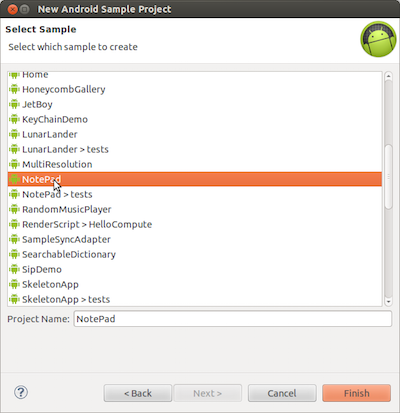 New Android Sample Project
Select Sample
Select which sample to create
Home
HoneycombGallery
JetBoy
KeyChainDemo
LunarLander
LunarLander > tests
MultiResolution
NotePad
NotePad > tests
RandomMusicPlayer
RenderScript > HelloCompute
SampleSyncAdapter
SearchableDictionary
SipDemo
SkeletonApp
SkeletonApp > tests
Project Name: NotePad
? < Back Next > Cancel Finish